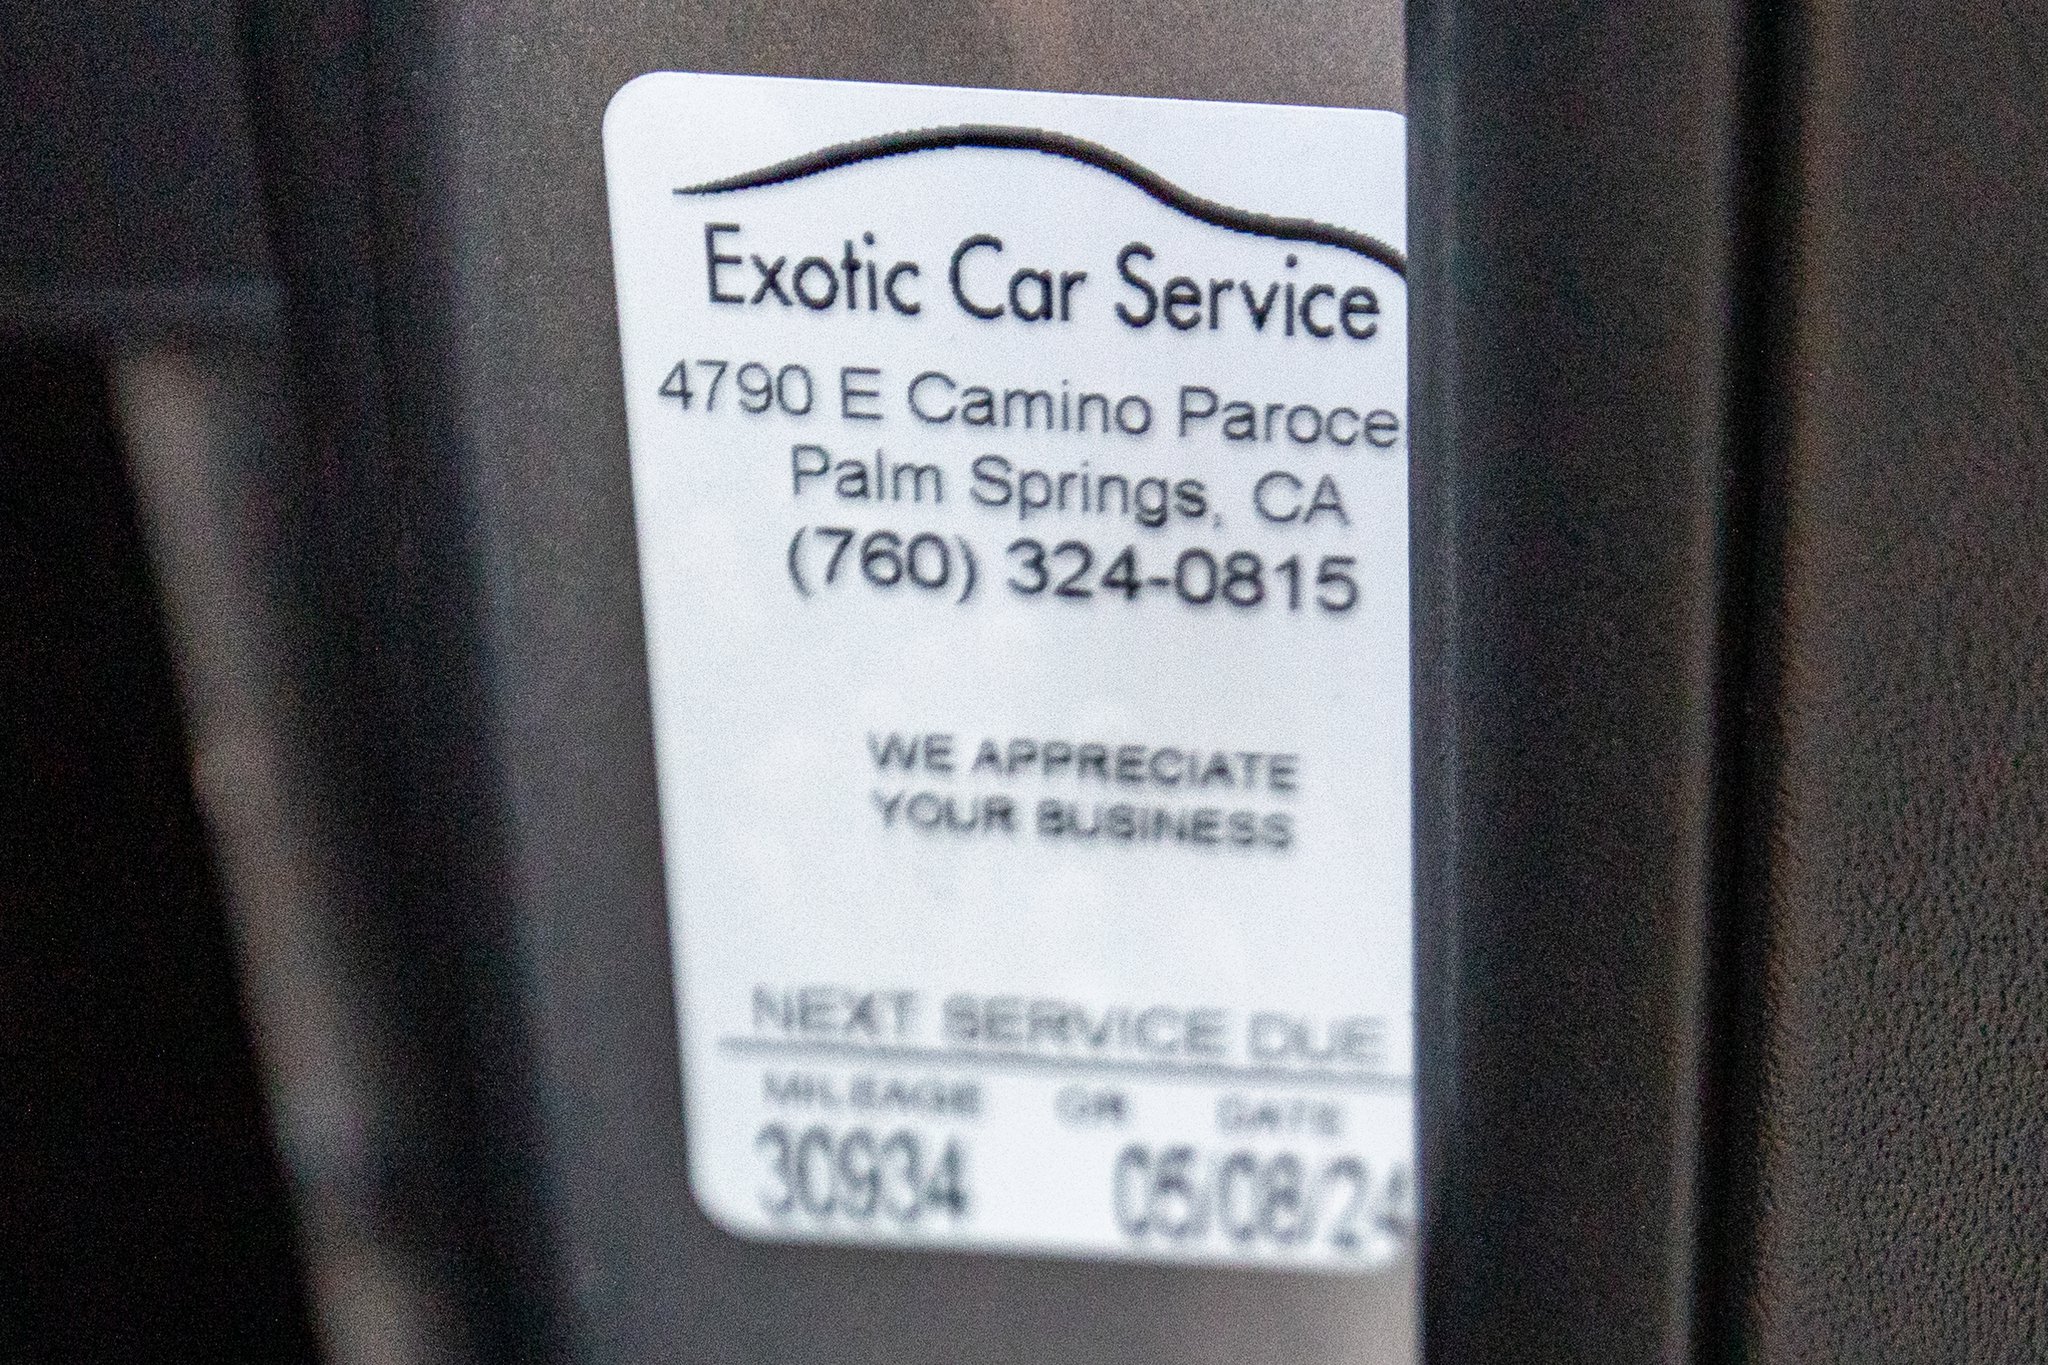 Exotic Car Service
4790 E Camino Paroce
Palm Springs, CA
(760) 324-0815
WE APPRECIATE
YOUR BUSINESS
NEXT SERVICE DUE
MILEAGE OR DATE
30934 05/08/24